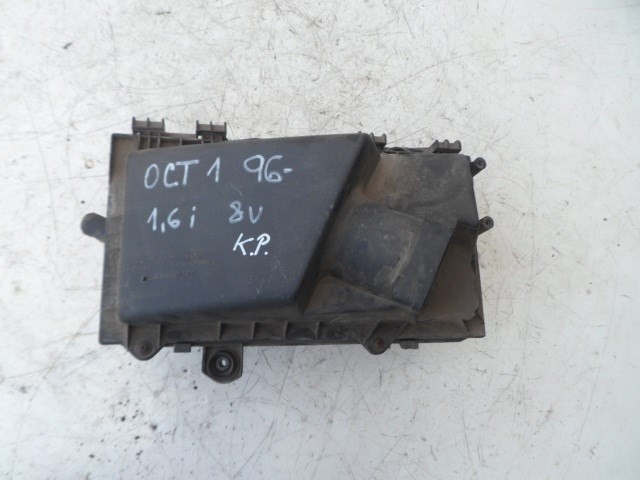 OCT 1 96-
1,6 i 8V
K.P.